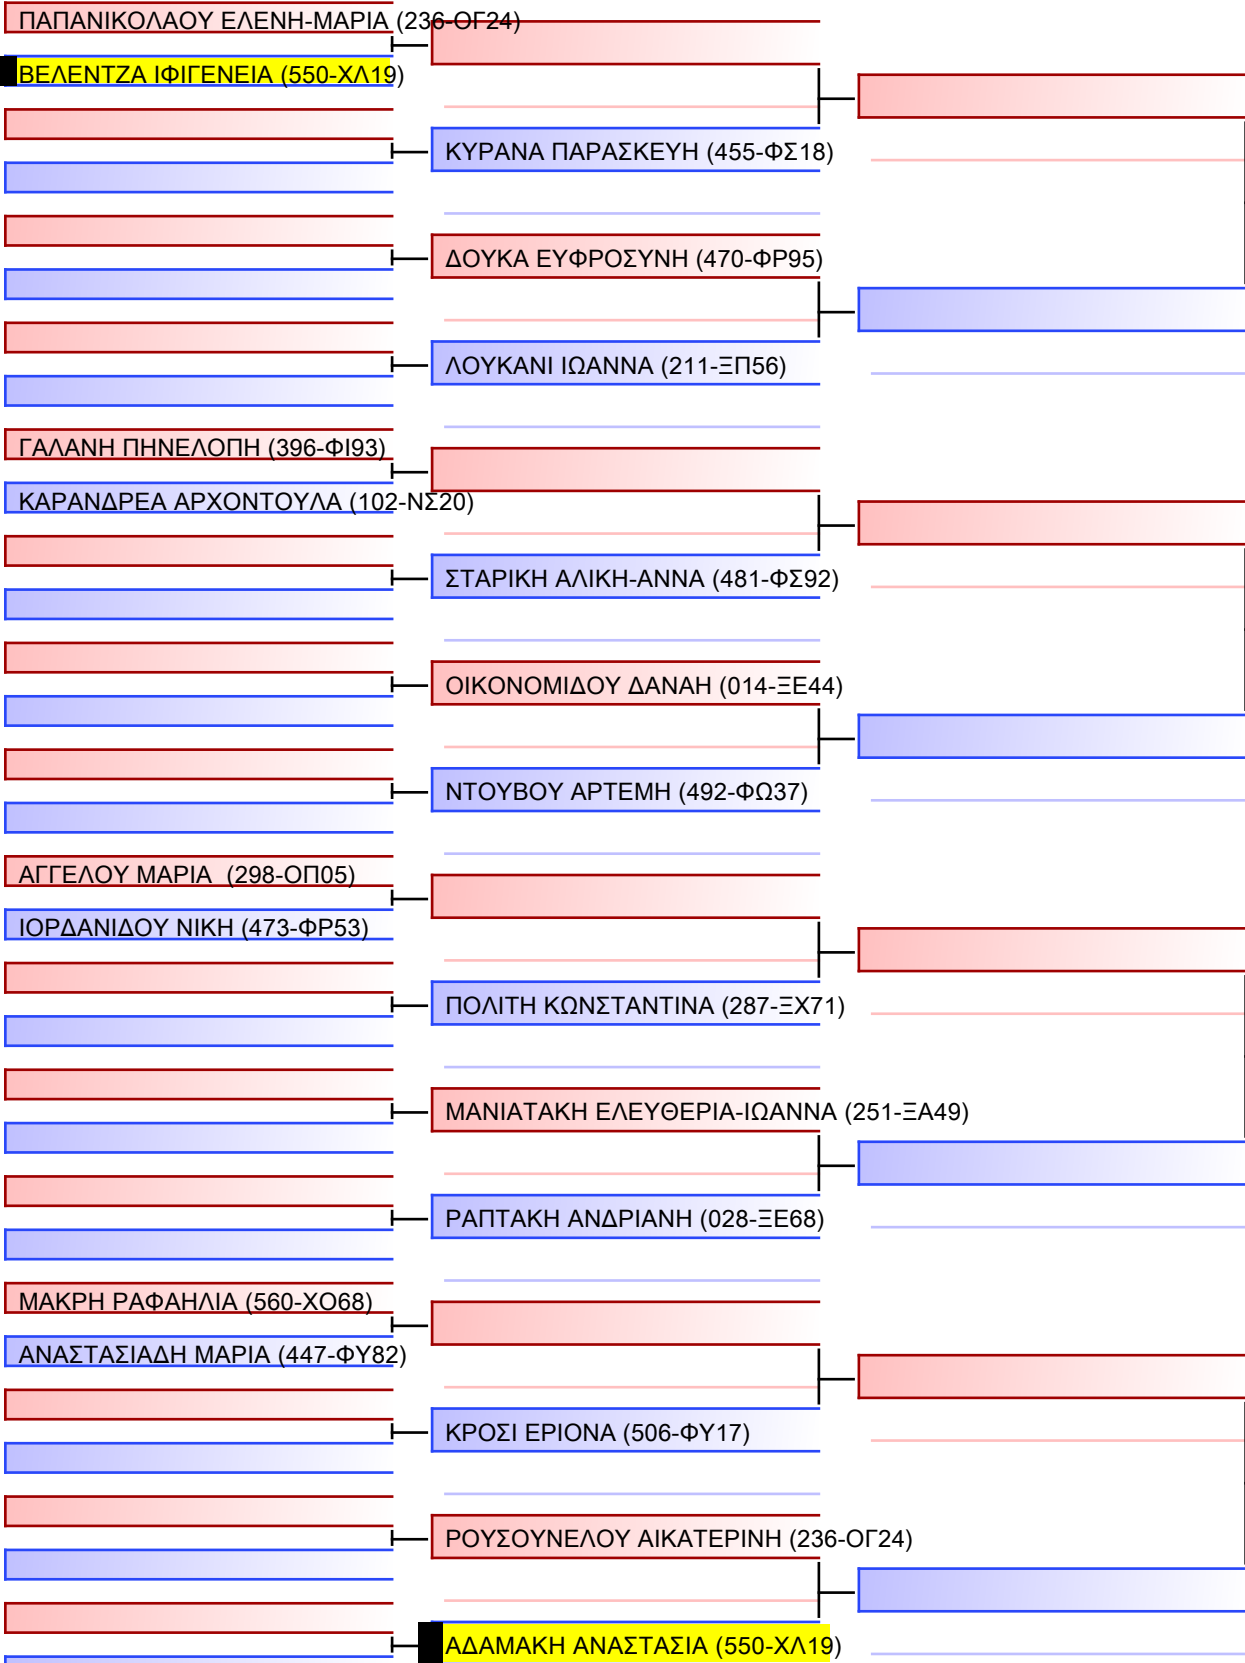 ΠΑΠΑΝΙΚΟΛΑΟΥ ΕΛΕΝΗ-ΜΑΡΙΑ (236-ΟΓ24)
ΒΕΛΕΝΤΖΑ ΙΦΙΓΕΝΕΙΑ (550-ΧΛ19)
ΚΥΡΑΝΑ ΠΑΡΑΣΚΕΥΗ (455-ΦΣ18)
ΔΟΥΚΑ ΕΥΦΡΟΣΥΝΗ (470-ΦΡ95)
ΛΟΥΚΑΝΙ ΙΩΑΝΝΑ (211-ΞΠ56)
ΓΑΛΑΝΗ ΠΗΝΕΛΟΠΗ (396-ΦΙ93)
ΚΑΡΑΝΔΡΕΑ ΑΡΧΟΝΤΟΥΛΑ (102-ΝΣ20)
ΣΤΑΡΙΚΗ ΑΛΙΚΗ-ΑΝΝΑ (481-ΦΣ92)
ΟΙΚΟΝΟΜΙΔΟΥ ΔΑΝΑΗ (014-ΞΕ44)
ΝΤΟΥΒΟΥ ΑΡΤΕΜΗ (492-ΦΩ37)
ΑΓΓΕΛΟΥ ΜΑΡΙΑ (298-ΟΠ05)
ΙΟΡΔΑΝΙΔΟΥ ΝΙΚΗ (473-ΦΡ53)
ΠΟΛΙΤΗ ΚΩΝΣΤΑΝΤΙΝΑ (287-ΞΧ71)
ΜΑΝΙΑΤΑΚΗ ΕΛΕΥΘΕΡΙΑ-ΙΩΑΝΝΑ (251-ΞΑ49)
ΡΑΠΤΑΚΗ ΑΝΔΡΙΑΝΗ (028-ΞΕ68)
ΜΑΚΡΗ ΡΑΦΑΗΛΙΑ (560-ΧΟ68)
ΑΝΑΣΤΑΣΙΑΔΗ ΜΑΡΙΑ (447-ΦΥ82)
ΚΡΟΣΙ ΕΡΙΟΝΑ (506-ΦΥ17)
ΡΟΥΣΟΥΝΕΛΟΥ ΑΙΚΑΤΕΡΙΝΗ (236-ΟΓ24)
ΑΔΑΜΑΚΗ ΑΝΑΣΤΑΣΙΑ (550-ΧΛ19)